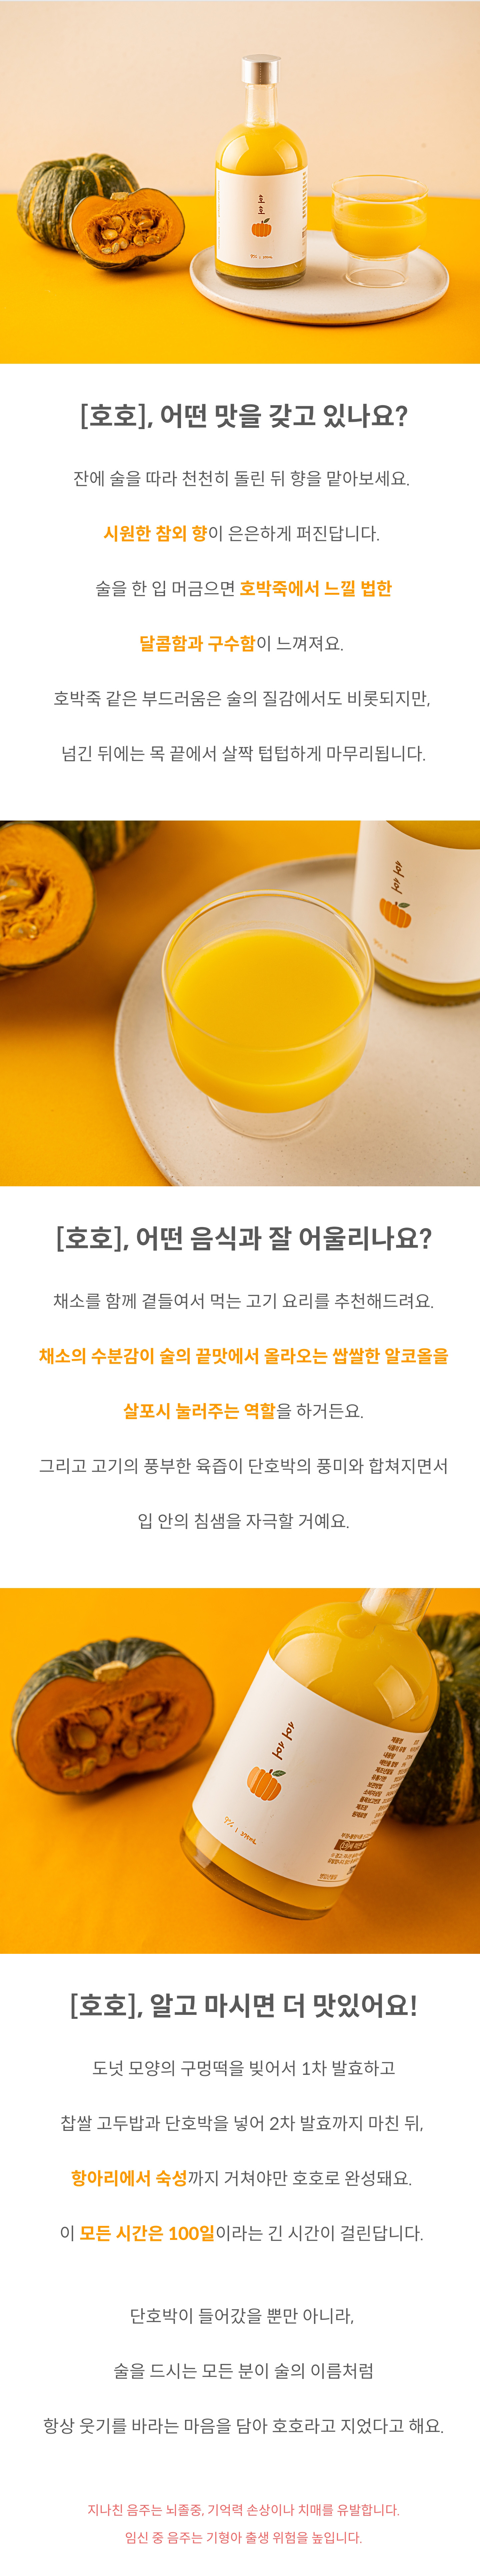 호호
[호호], 어떤 맛을 갖고 있나요?
잔에 술을 따라 천천히 돌린 뒤 향을 맡아보세요.
시원한 참외 향이 은은하게 퍼진답니다.
술을 한 입 머금으면 호박죽에서 느낄 법한
달콤함과 구수함이 느껴져요.
호박죽 같은 부드러움은 술의 질감에서도 비롯되지만,
넘긴 뒤에는 목 끝에서 살짝 텁텁하게 마무리됩니다.
호호
[호호], 어떤 음식과 잘 어울리나요?
채소를 함께 곁들여서 먹는 고기 요리를 추천해드려요.
채소의 수분감이 술의 끝맛에서 올라오는 쌉쌀한 알코올을
살포시 눌러주는 역할을 하거든요.
그리고 고기의 풍부한 육즙이 단호박의 풍미와 합쳐지면서
입 안의 침샘을 자극할 거예요.
호호
[호호], 알고 마시면 더 맛있어요!
도넛 모양의 구멍떡을 빚어서 1차 발효하고
찹쌀 고두밥과 단호박을 넣어 2차 발효까지 마친 뒤,
항아리에서 숙성까지 거쳐야만 호호로 완성돼요.
이 모든 시간은 100일이라는 긴 시간이 걸린답니다.
단호박이 들어갔을 뿐만 아니라,
술을 드시는 모든 분이 술의 이름처럼
항상 웃기를 바라는 마음을 담아 호호라고 지었다고 해요.
지나친 음주는 뇌졸중, 기억력 손상이나 치매를 유발합니다.
임신 중 음주는 기형아 출생 위험을 높입니다.